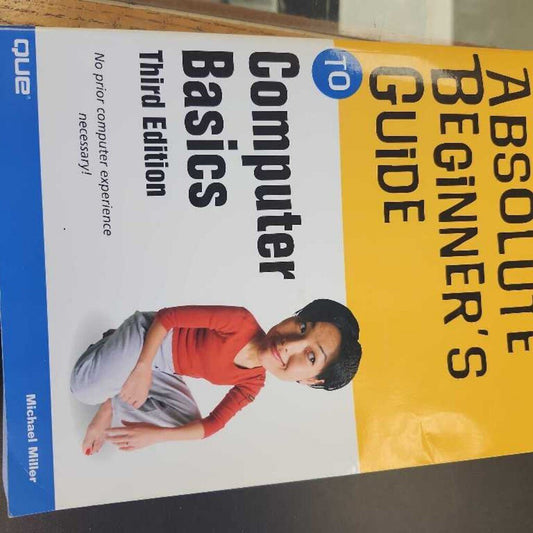 ABSOLUTE
BEGiNNER'S
GUiDE
TO
Computer
Basics
Third Edition
No prior computer experience
necessary!
QUE®
Michael Miller